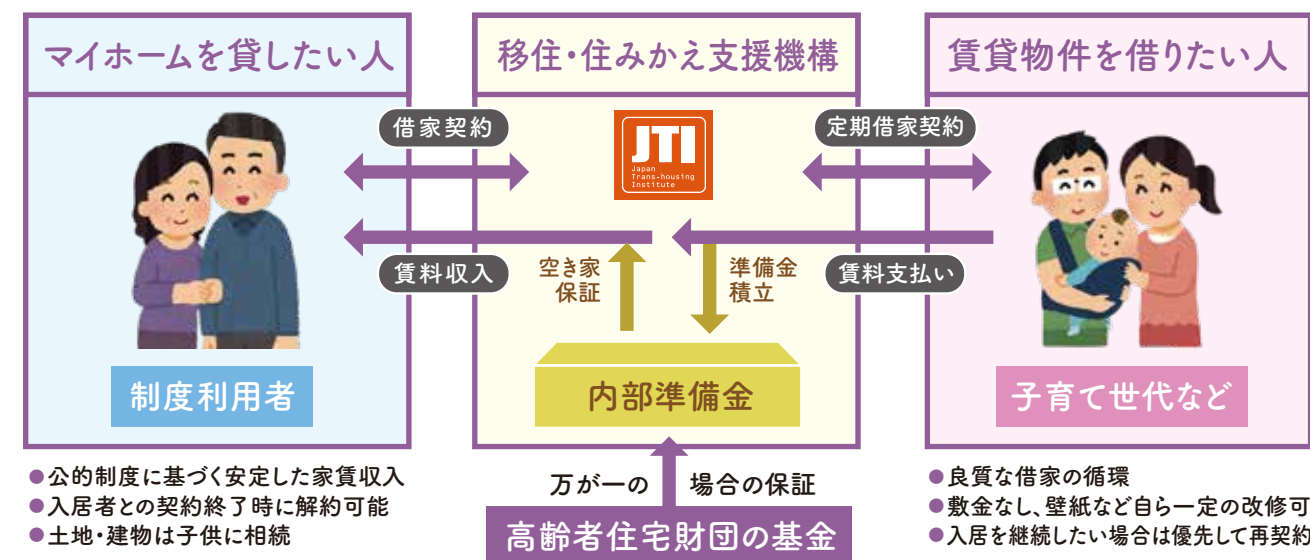 マイホームを貸したい人
移住・住みかえ支援機構
賃貸物件を借りたい人
借家契約
JTI
Japan
Trans-housing
Institute
定期借家契約
賃料収入
空き家
保証
準備金
積立
賃料支払い
制度利用者
内部準備金
子育て世代など
●公的制度に基づく安定した家賃収入
●入居者との契約終了時に解約可能
●土地・建物は子供に相続
万が一の 場合の保証
高齢者住宅財団の基金
●良質な借家の循環
●敷金なし、壁紙など自ら一定の改修可
●入居を継続したい場合は優先して再契約